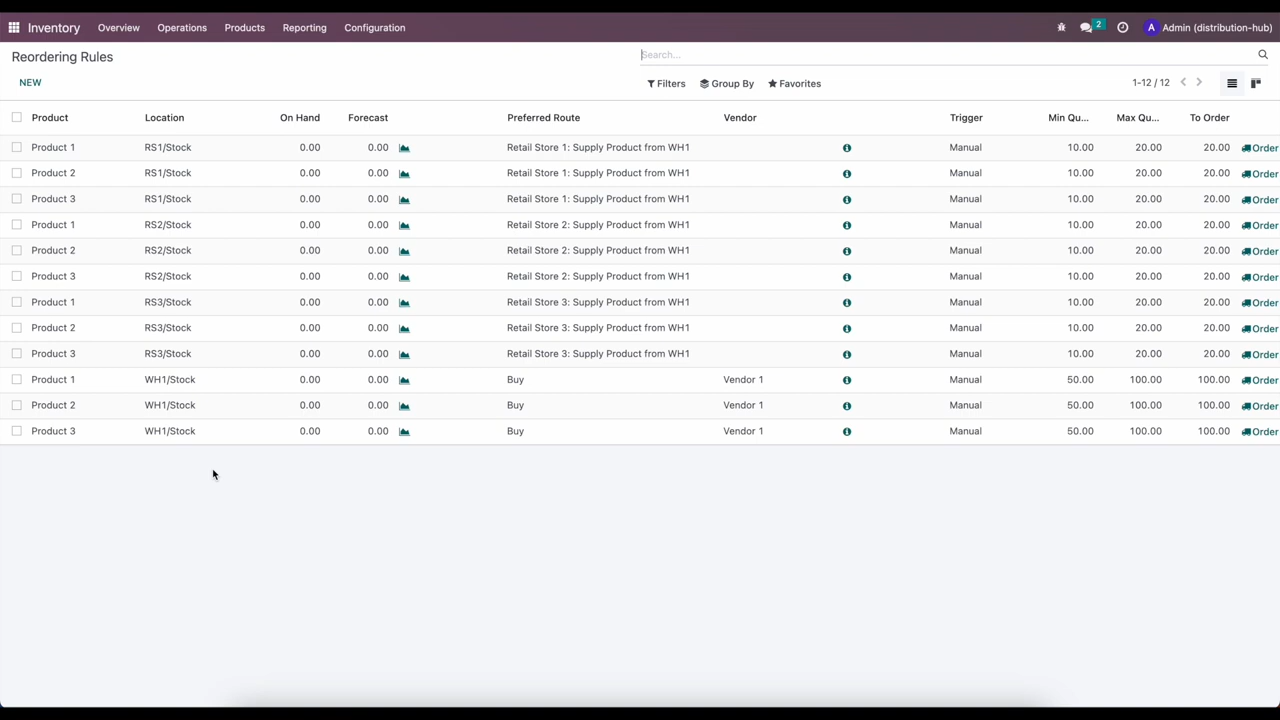 Inventory Overview Operations Products Reporting Configuration 2 A Admin (distribution-hub)
Reordering Rules Search...
NEW Filters Group By Favorites 1-12 / 12
Product Location On Hand Forecast Preferred Route Vendor Trigger Min Qu... Max Qu... To Order
Product 1 RS1/Stock 0.00 0.00 Retail Store 1: Supply Product from WH1 Manual 10.00 20.00 20.00 Order
Product 2 RS1/Stock 0.00 0.00 Retail Store 1: Supply Product from WH1 Manual 10.00 20.00 20.00 Order
Product 3 RS1/Stock 0.00 0.00 Retail Store 1: Supply Product from WH1 Manual 10.00 20.00 20.00 Order
Product 1 RS2/Stock 0.00 0.00 Retail Store 2: Supply Product from WH1 Manual 10.00 20.00 20.00 Order
Product 2 RS2/Stock 0.00 0.00 Retail Store 2: Supply Product from WH1 Manual 10.00 20.00 20.00 Order
Product 3 RS2/Stock 0.00 0.00 Retail Store 2: Supply Product from WH1 Manual 10.00 20.00 20.00 Order
Product 1 RS3/Stock 0.00 0.00 Retail Store 3: Supply Product from WH1 Manual 10.00 20.00 20.00 Order
Product 2 RS3/Stock 0.00 0.00 Retail Store 3: Supply Product from WH1 Manual 10.00 20.00 20.00 Order
Product 3 RS3/Stock 0.00 0.00 Retail Store 3: Supply Product from WH1 Manual 10.00 20.00 20.00 Order
Product 1 WH1/Stock 0.00 0.00 Buy Vendor 1 Manual 50.00 100.00 100.00 Order
Product 2 WH1/Stock 0.00 0.00 Buy Vendor 1 Manual 50.00 100.00 100.00 Order
Product 3 WH1/Stock 0.00 0.00 Buy Vendor 1 Manual 50.00 100.00 100.00 Order